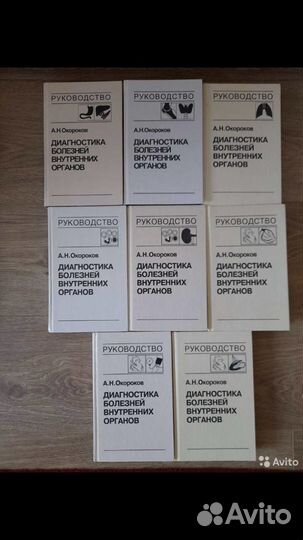 РУКОВОДСТВО
А.Н.Окороков
ДИАГНОСТИКА
БОЛЕЗНЕЙ
ВНУТРЕННИХ
ОРГАНОВ
РУКОВОДСТВО
А.Н.Окороков
ДИАГНОСТИКА
БОЛЕЗНЕЙ
ВНУТРЕННИХ
ОРГАНОВ
РУКОВОДСТВО
А.Н.Окороков
ДИАГНОСТИКА
БОЛЕЗНЕЙ
ВНУТРЕННИХ
ОРГАНОВ
РУКОВОДСТВО
А.Н.Окороков
ДИАГНОСТИКА
БОЛЕЗНЕЙ
ВНУТРЕННИХ
ОРГАНОВ
РУКОВОДСТВО
А.Н.Окороков
ДИАГНОСТИКА
БОЛЕЗНЕЙ
ВНУТРЕННИХ
ОРГАНОВ
РУКОВОДСТВО
А.Н.Окороков
ДИАГНОСТИКА
БОЛЕЗНЕЙ
ВНУТРЕННИХ
ОРГАНОВ
РУКОВОДСТВО
А.Н.Окороков
ДИАГНОСТИКА
БОЛЕЗНЕЙ
ВНУТРЕННИХ
ОРГАНОВ
РУКОВОДСТВО
А.Н.Окороков
ДИАГНОСТИКА
БОЛЕЗНЕЙ
ВНУТРЕННИХ
ОРГАНОВ
Avito
Avito